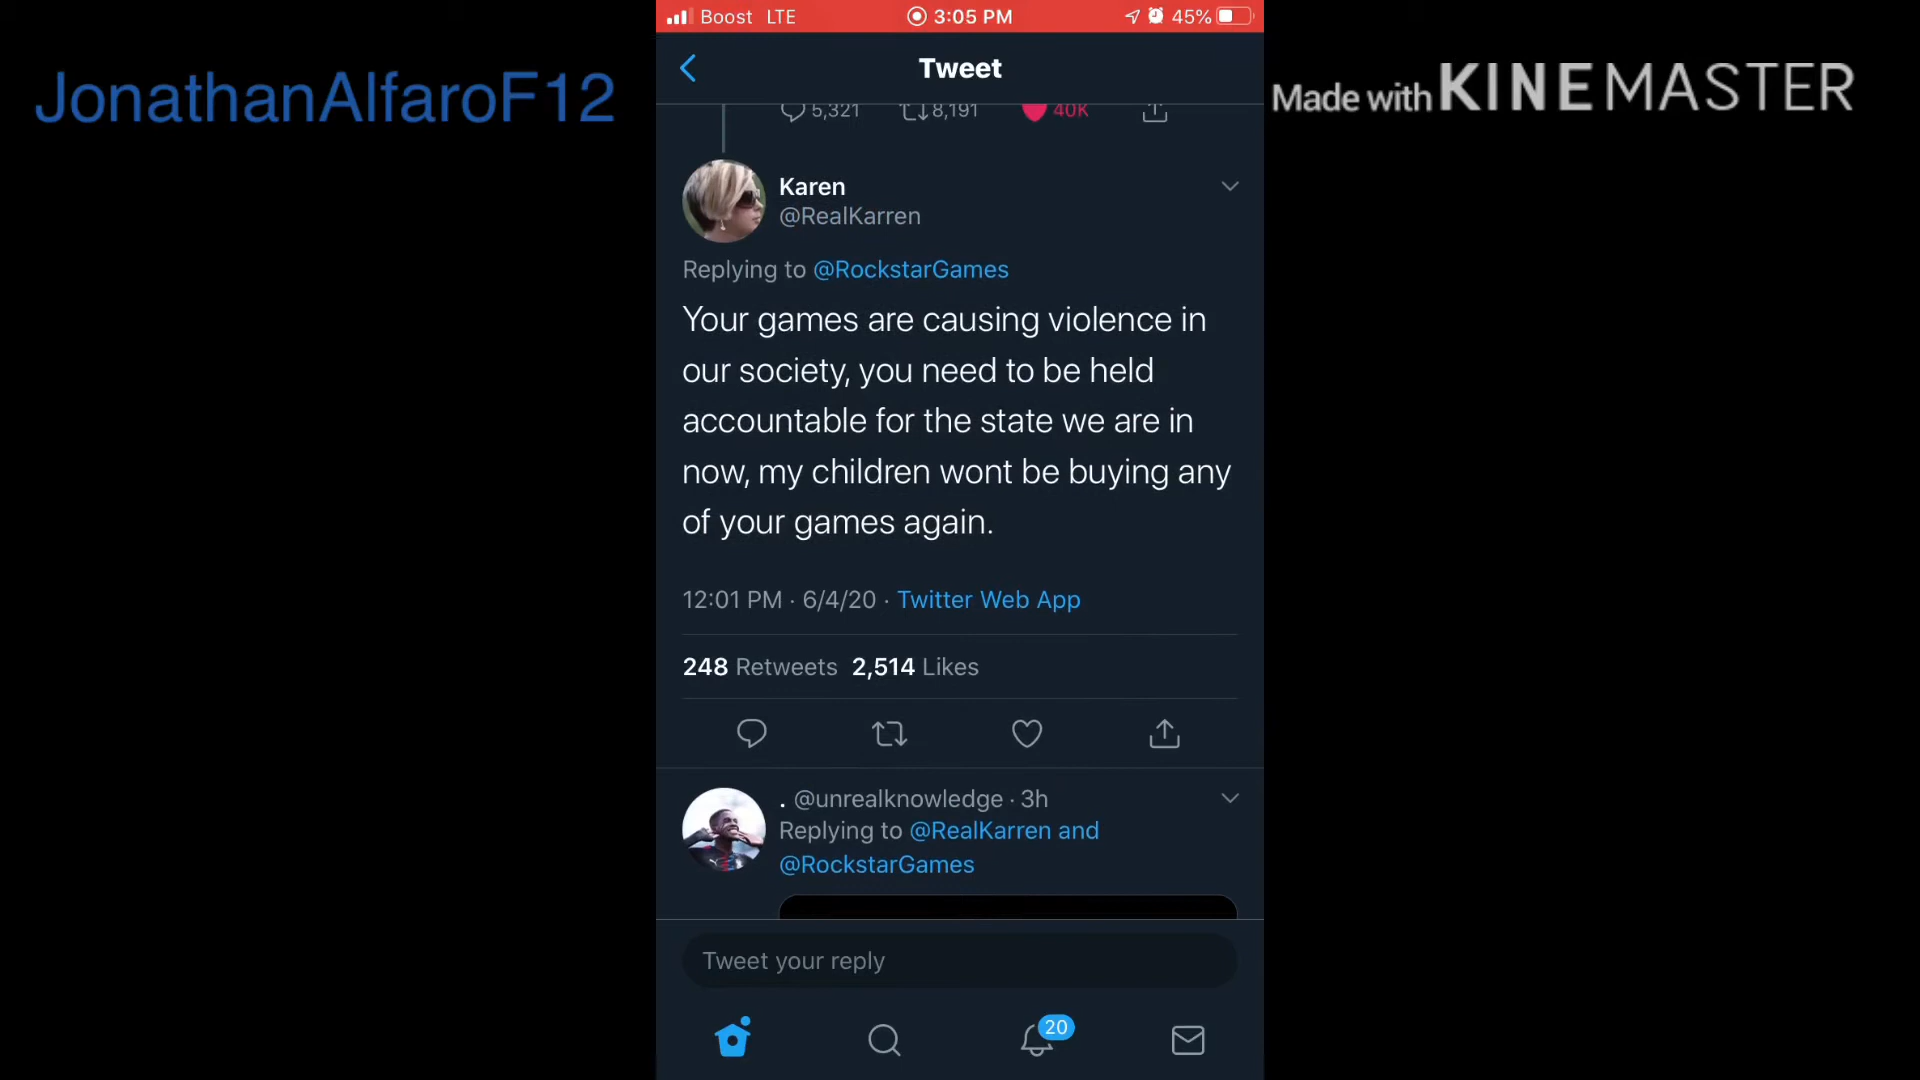 Boost LTE 3:05 PM 45%
JonathanAlfaroF12
Tweet
Made with KINEMASTER
5,321 8,191 40K
Karen
@RealKarren
Replying to @RockstarGames
Your games are causing violence in
our society, you need to be held
accountable for the state we are in
now, my children wont be buying any
of your games again.
12:01 PM · 6/4/20 · Twitter Web App
248 Retweets 2,514 Likes
. @unrealknowledge · 3h
Replying to @RealKarren and
@RockstarGames
Tweet your reply
20